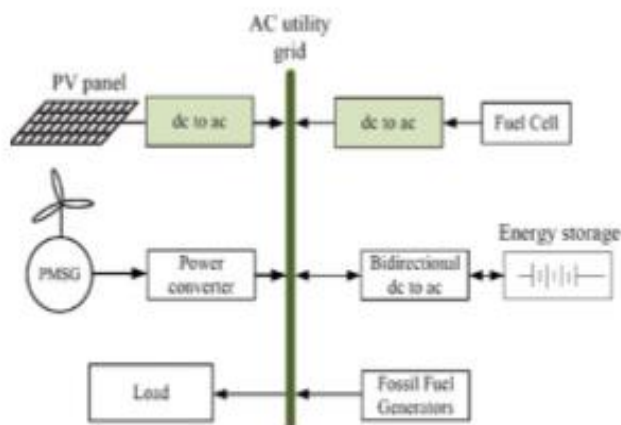 AC utility
grid
PV panel
dc to ac
dc to ac
Fuel Cell
Energy storage
PMSG
Power
converter
Bidirectional
dc to ac
Load
Fossil Fuel
Generators